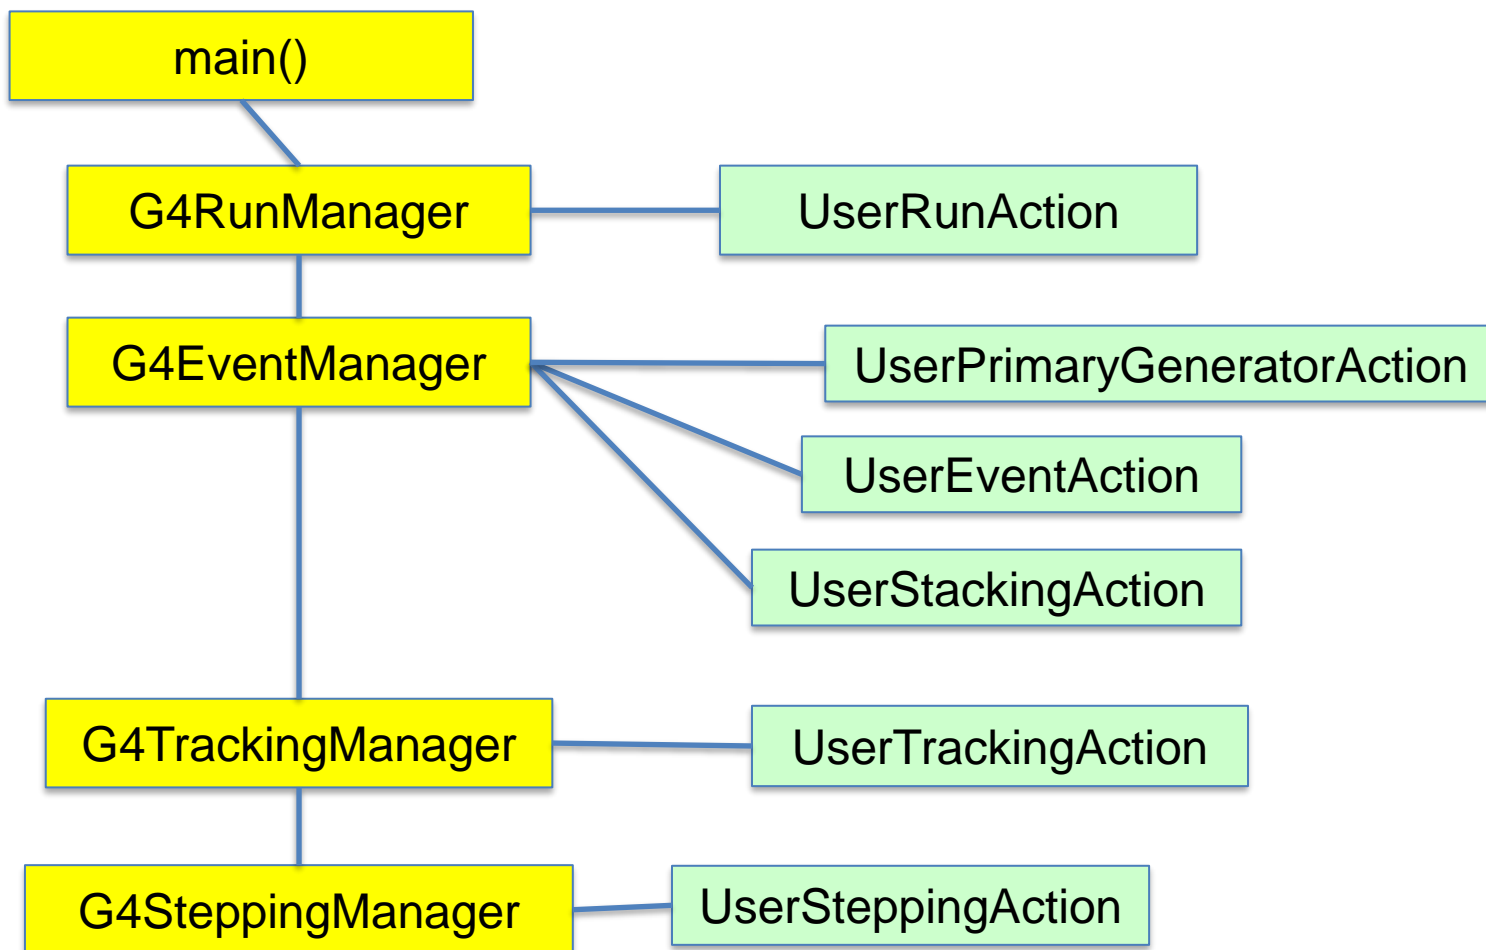 main()
G4RunManager
UserRunAction
G4EventManager
UserPrimaryGeneratorAction
UserEventAction
UserStackingAction
G4TrackingManager
UserTrackingAction
G4SteppingManager
UserSteppingAction